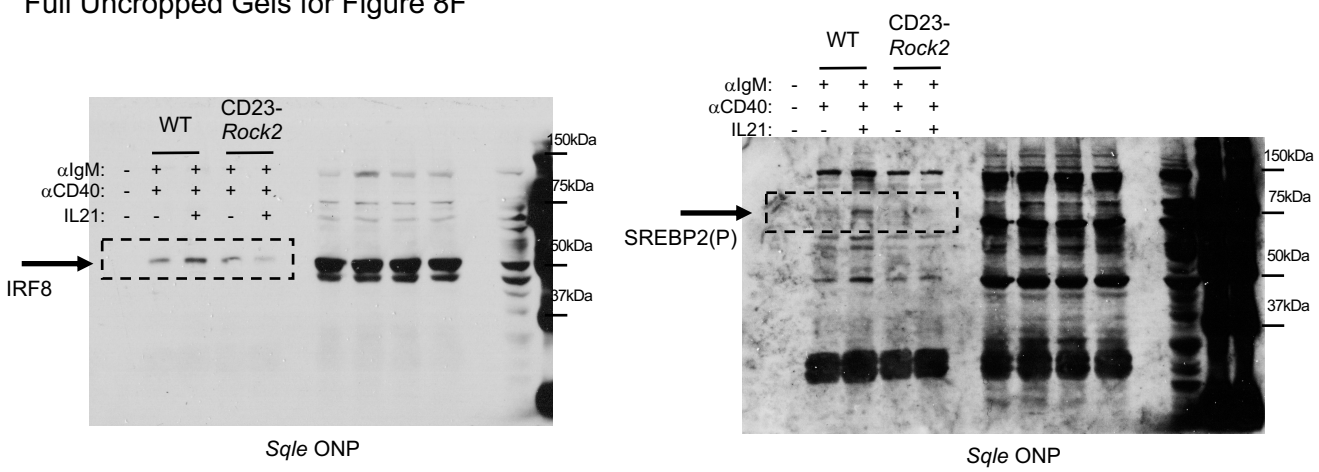 Full Uncropped Gels for Figure 8F
WT
CD23-
Rock2
αIgM: - + + + +
αCD40: - + + + +
IL21: - - + - +
150kDa
75kDa
50kDa
37kDa
IRF8
Sqle ONP
WT
CD23-
Rock2
αIgM: - + + + +
αCD40: - + + + +
IL21: - - + - +
150kDa
75kDa
50kDa
37kDa
SREBP2(P)
Sqle ONP